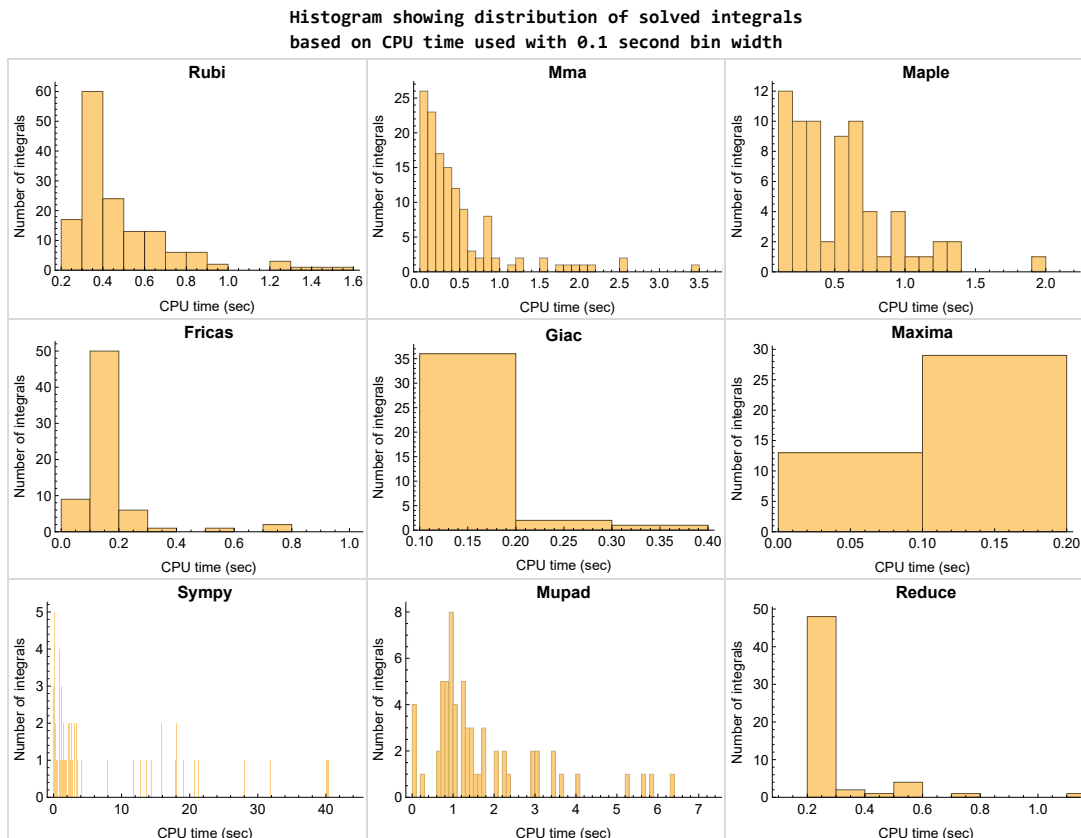 Histogram showing distribution of solved integrals
based on CPU time used with 0.1 second bin width
Rubi
Number of integrals
0
10
20
30
40
50
60
0.2 0.4 0.6 0.8 1.0 1.2 1.4 1.6
CPU time (sec)
Mma
Number of integrals
0
5
10
15
20
25
0.0 0.5 1.0 1.5 2.0 2.5 3.0 3.5
CPU time (sec)
Maple
Number of integrals
0
2
4
6
8
10
12
0.5 1.0 1.5 2.0
CPU time (sec)
Fricas
Number of integrals
0
10
20
30
40
50
0.0 0.2 0.4 0.6 0.8 1.0
CPU time (sec)
Giac
Number of integrals
0
5
10
15
20
25
30
35
0.10 0.15 0.20 0.25 0.30 0.35 0.40
CPU time (sec)
Maxima
Number of integrals
0
5
10
15
20
25
30
0.00 0.05 0.10 0.15 0.20
CPU time (sec)
Sympy
Number of integrals
0
1
2
3
4
5
0 10 20 30 40
CPU time (sec)
Mupad
Number of integrals
0
2
4
6
8
0 1 2 3 4 5 6 7
CPU time (sec)
Reduce
Number of integrals
0
10
20
30
40
50
0.2 0.4 0.6 0.8 1.0
CPU time (sec)